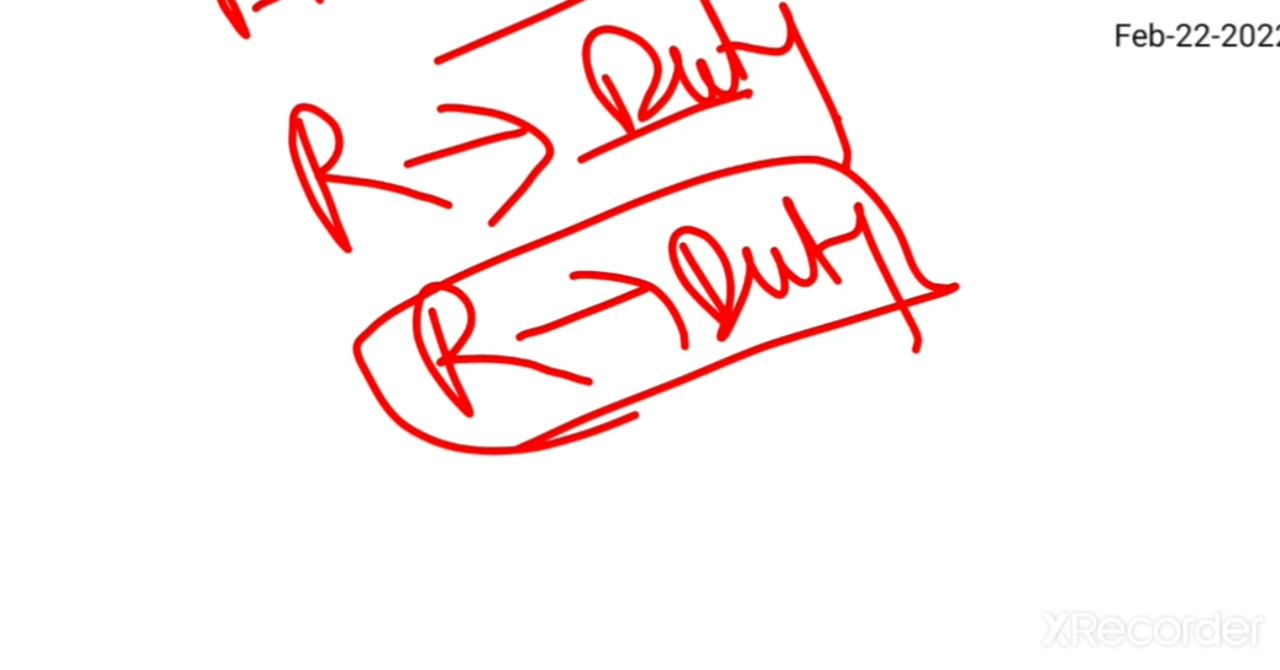 Feb-22-2022
R → Duty
R → Duty
XRecorder